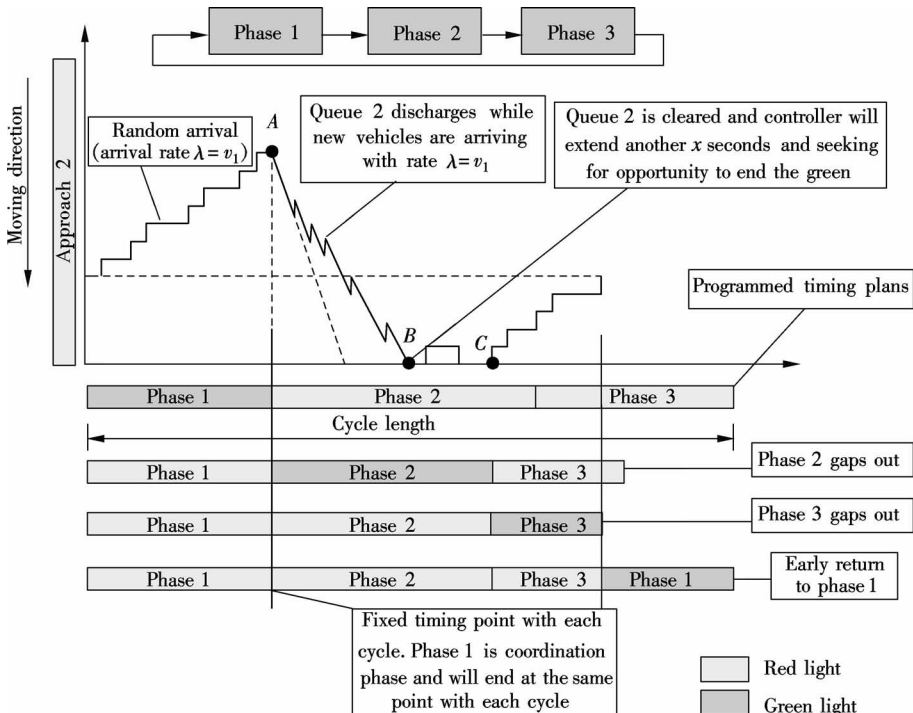 Phase 1
Phase 2
Phase 3
Moving direction
Approach 2
Random arrival
(arrival rate λ = v₁)
A
Queue 2 discharges while
new vehicles are arriving
with rate λ = v₁
Queue 2 is cleared and controller will
extend another x seconds and seeking
for opportunity to end the green
Programmed timing plans
B
C
Phase 1
Phase 2
Phase 3
Cycle length
Phase 1
Phase 2
Phase 3
Phase 2 gaps out
Phase 1
Phase 2
Phase 3
Phase 3 gaps out
Phase 1
Phase 2
Phase 3
Phase 1
Early return
to phase 1
Fixed timing point with each
cycle. Phase 1 is coordination
phase and will end at the same
point with each cycle
Red light
Green light